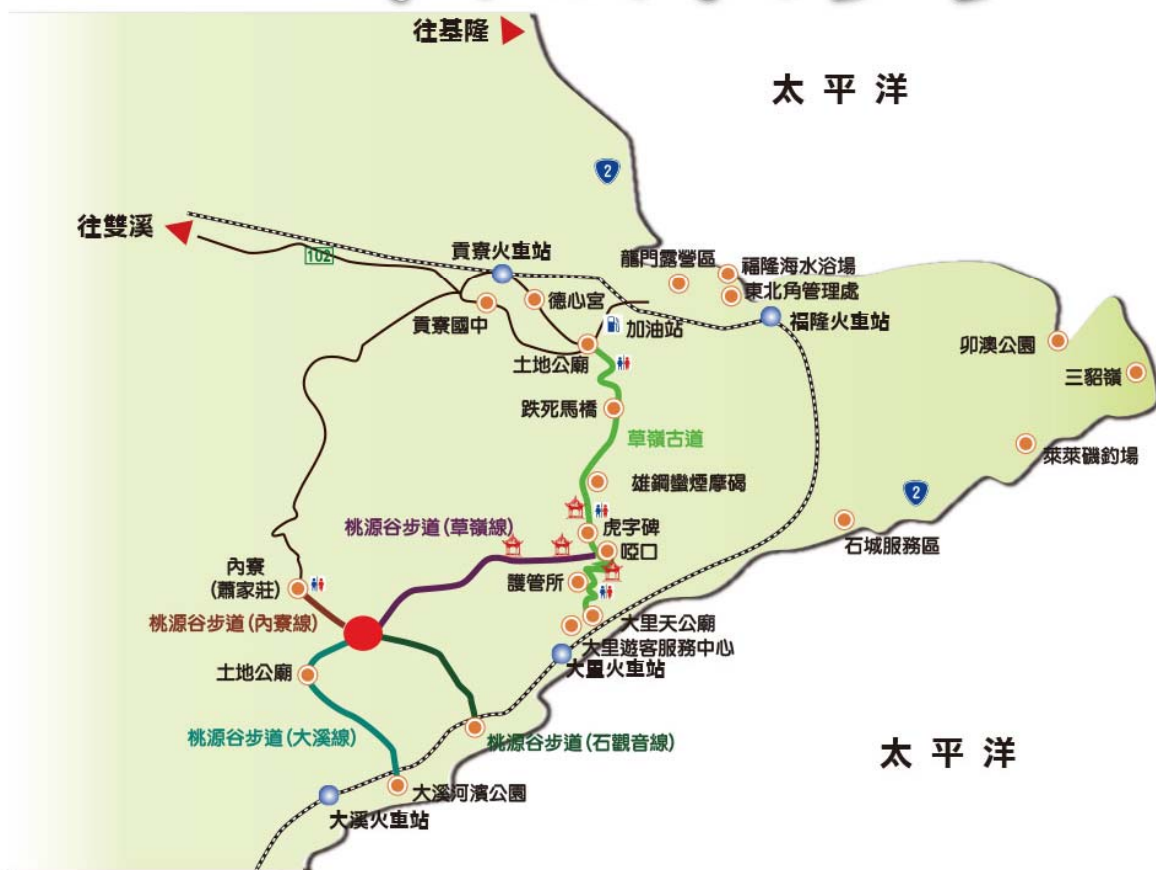 往基隆
太平洋
2
往雙溪
102
貢寮火車站
龍門露營區
福隆海水浴場
東北角管理處
德心宮
貢寮國中
加油站
福隆火車站
卯澳公園
土地公廟
三貂嶺
跌死馬橋
草嶺古道
萊萊磯釣場
雄鋼蠻煙摩碣
2
桃源谷步道(草嶺線)
虎字碑
啞口
石城服務區
內寮
(蕭家莊)
護管所
桃源谷步道(內寮線)
大里天公廟
大里遊客服務中心
大里火車站
土地公廟
桃源谷步道(大溪線)
桃源谷步道(石觀音線)
太平洋
大溪河濱公園
大溪火車站